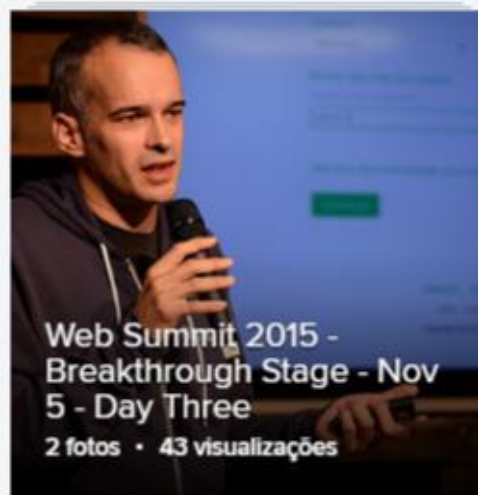 Web Summit 2015 -
Breakthrough Stage - Nov
5 - Day Three
2 fotos • 43 visualizações